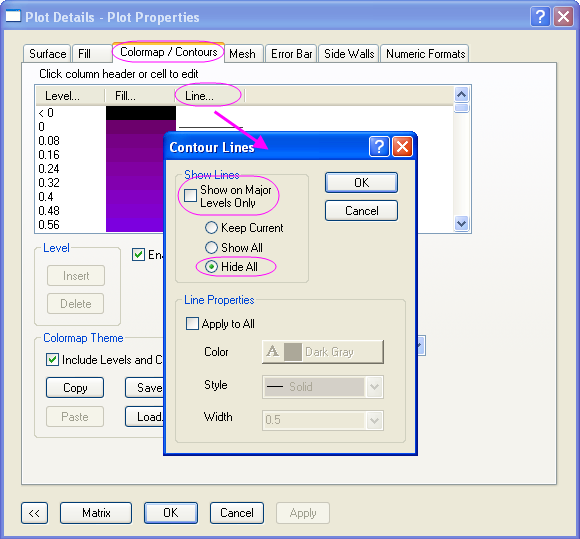 Plot Details - Plot Properties
Surface Fill Colormap / Contours Mesh Error Bar Side Walls Numeric Formats
Click column header or cell to edit
Level... Fill... Line...
< 0
0
0.08
0.16
0.24
0.32
0.4
0.48
0.56
Contour Lines
Show Lines
Show on Major
Levels Only
Keep Current
Show All
Hide All
OK
Cancel
Line Properties
Apply to All
Color A Dark Gray
Style Solid
Width 0.5
Level
Insert
Delete
Ena
Colormap Theme
Include Levels and C
Copy Save
Paste Load.
<< Matrix OK Cancel Apply